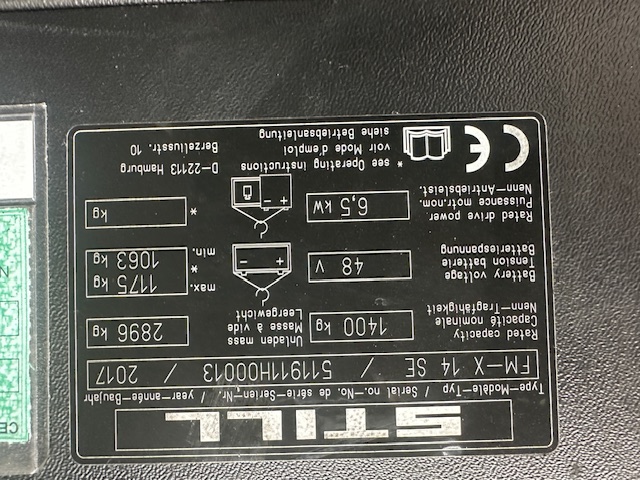 STILL
Type-Modèle-Typ / Serial no.-No. de série-Serien-Nr. / year-année-Baujahr
FM-X 14 SE / 511911H00013 / 2017
Rated capacity
Capacité nominale
Nenn-Tragfähigkeit
1400 kg
Unladen mass
Masse à vide
Leergewicht
2896 kg
Battery voltage
Tension batterie
Batteriespannung
48 V
- +
max.
*
min.
1175 kg
1063 kg
Rated drive power
Puissance motr.nom.
Nenn-Antriebsleist.
6,5 kW
- +
*
kg
CE
* see Operating instructions
voir Mode d'emploi
siehe Betriebsanleitung
D-22113 Hamburg
Berzeliusstr. 10